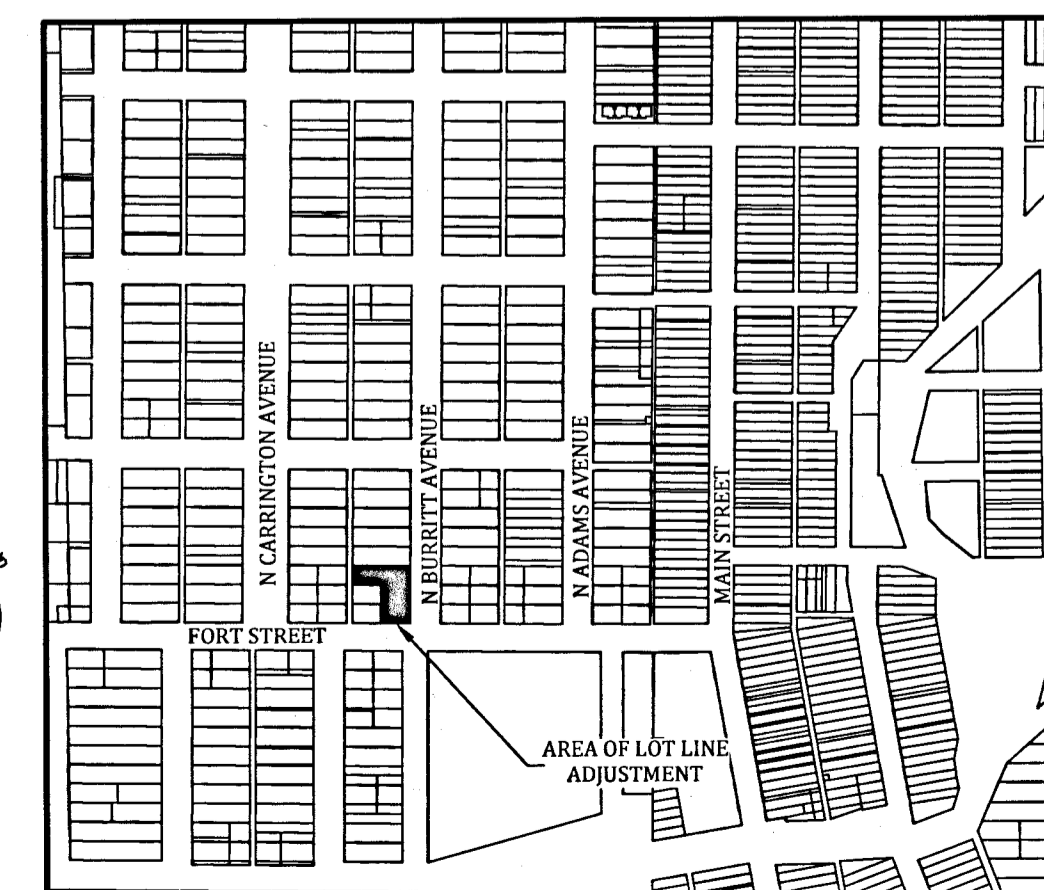 N CARRINGTON AVENUE
N BURRITT AVENUE
N ADAMS AVENUE
MAIN STREET
FORT STREET
AREA OF LOT LINE
ADJUSTMENT